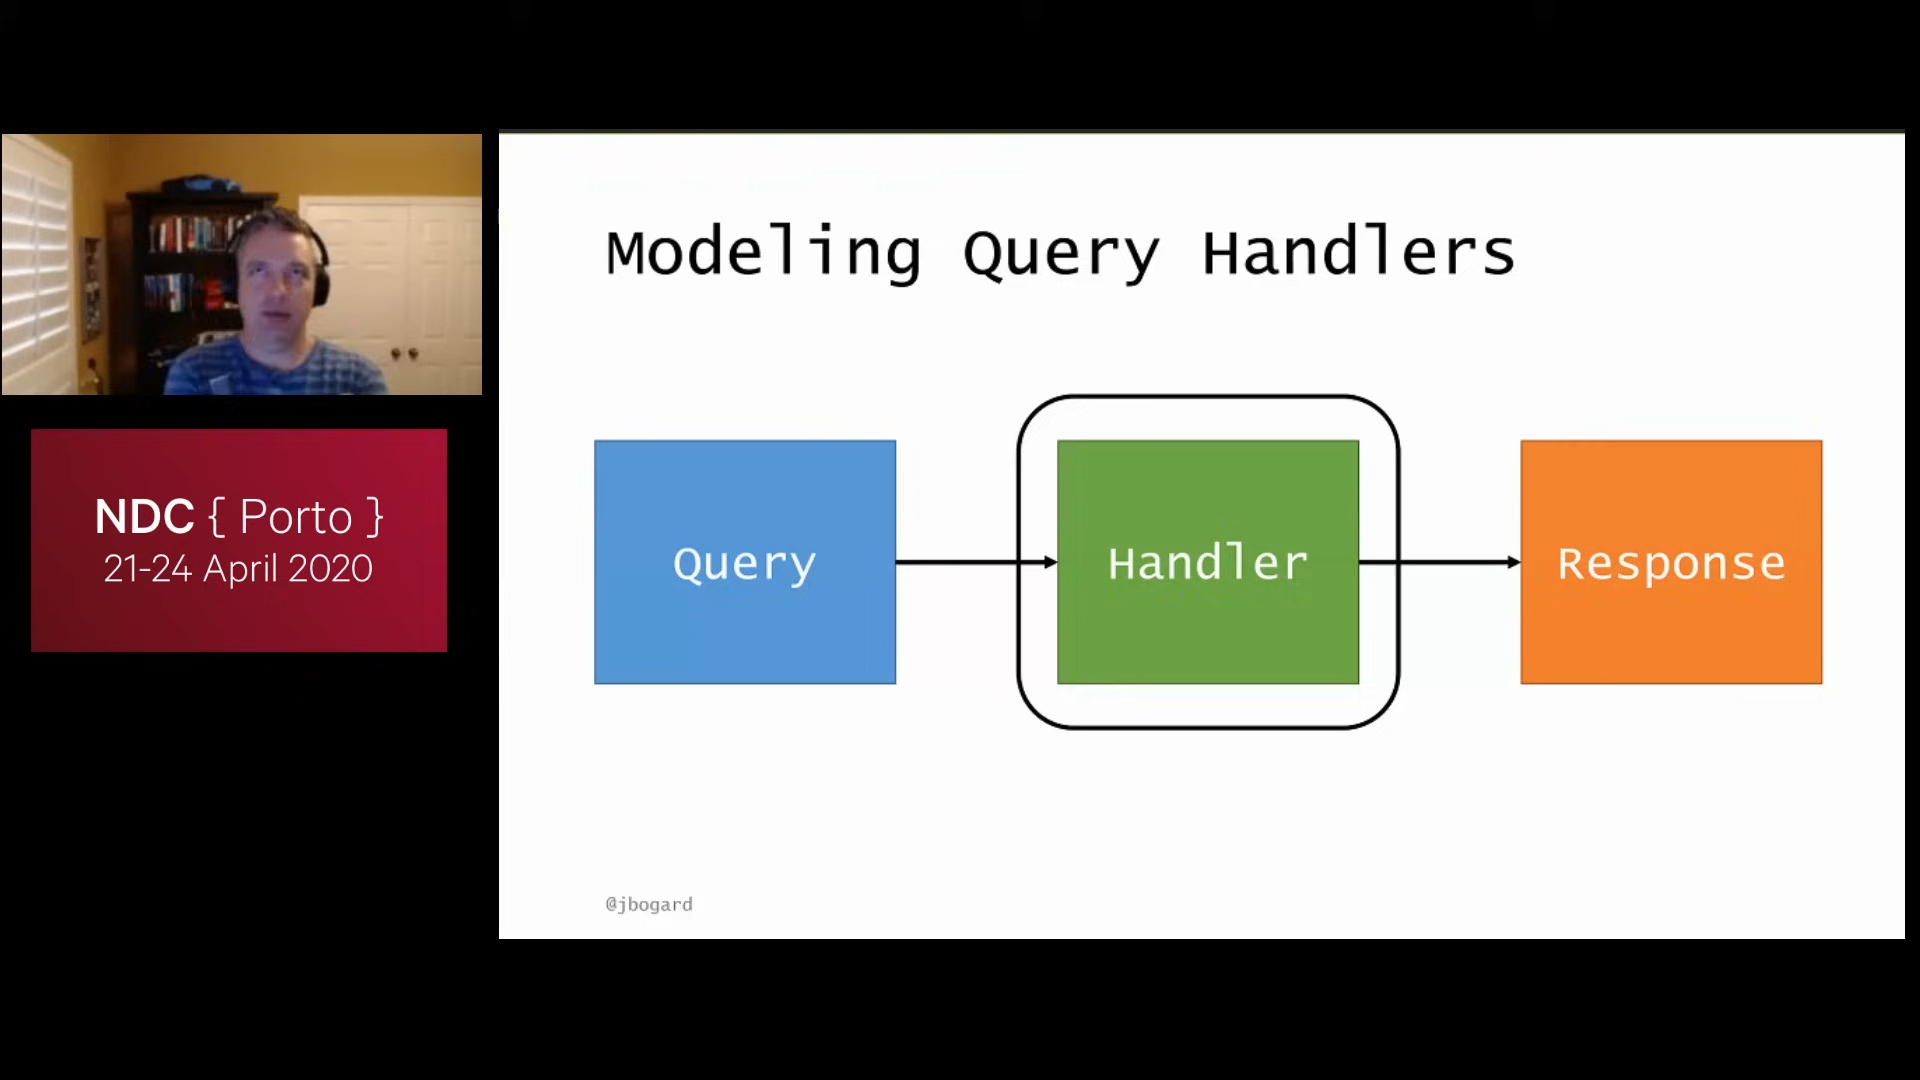 NDC { Porto }
21-24 April 2020
Modeling Query Handlers
Query
Handler
Response
@jbogard